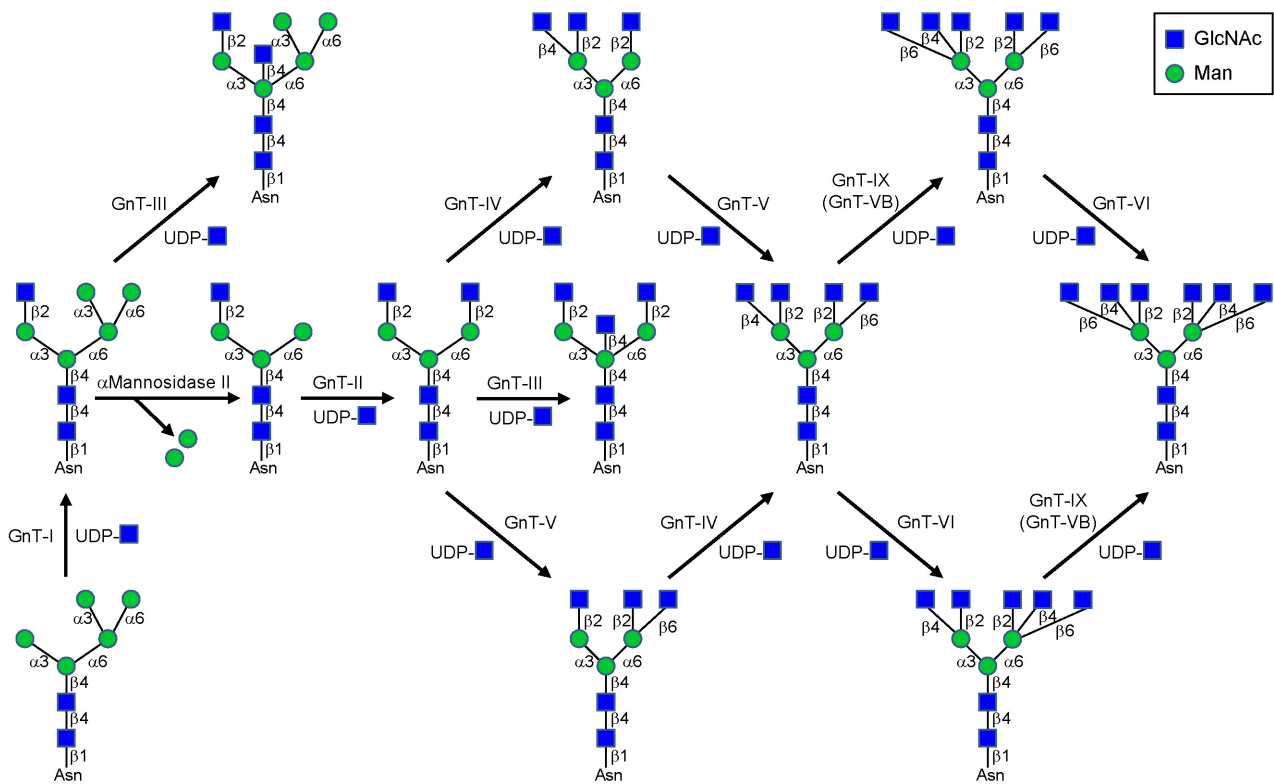 β2
α3
α6
β4
α3
α6
β4
β4
β1
Asn
β4
β2
β2
α3
α6
β4
β4
β1
Asn
β6
β4
β2
β2
β6
α3
α6
β4
β4
β1
Asn
GlcNAc
Man
GnT-III
UDP-
GnT-IV
UDP-
GnT-V
UDP-
GnT-IX
(GnT-VB)
UDP-
GnT-VI
UDP-
β2
α3
α6
α3
α6
β4
β4
β1
Asn
αMannosidase II
β2
α3
α6
β4
β4
β1
Asn
GnT-II
UDP-
β2
β2
α3
α6
β4
β4
β1
Asn
GnT-III
UDP-
β2
β4
β2
α3
α6
β4
β4
β1
Asn
β4
β2
β2
β6
α3
α6
β4
β4
β1
Asn
β6
β4
β2
β2
β4
β6
α3
α6
β4
β4
β1
Asn
GnT-I
UDP-
GnT-V
UDP-
GnT-IV
UDP-
GnT-VI
UDP-
GnT-IX
(GnT-VB)
UDP-
α3
α6
α3
α6
β4
β4
β1
Asn
β2
β2
β6
α3
α6
β4
β4
β1
Asn
β4
β2
β2
β4
β6
α3
α6
β4
β4
β1
Asn